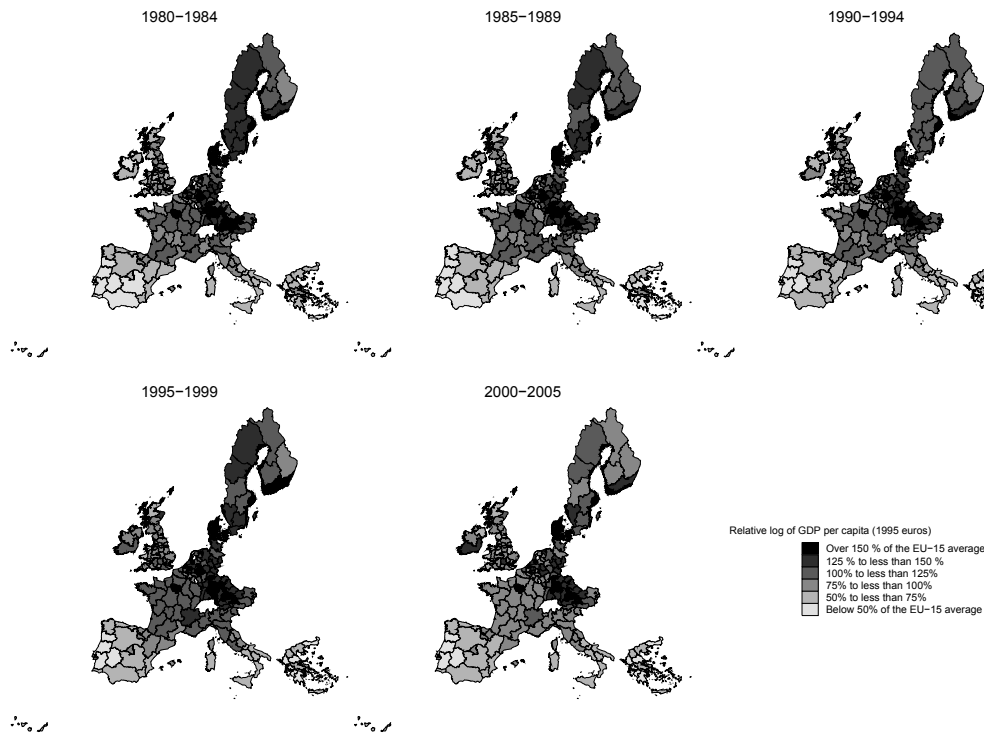 1980−1984
1985−1989
1990−1994
1995−1999
2000−2005
Relative log of GDP per capita (1995 euros)
Over 150 % of the EU−15 average
125 % to less than 150 %
100% to less than 125%
75% to less than 100%
50% to less than 75%
Below 50% of the EU−15 average